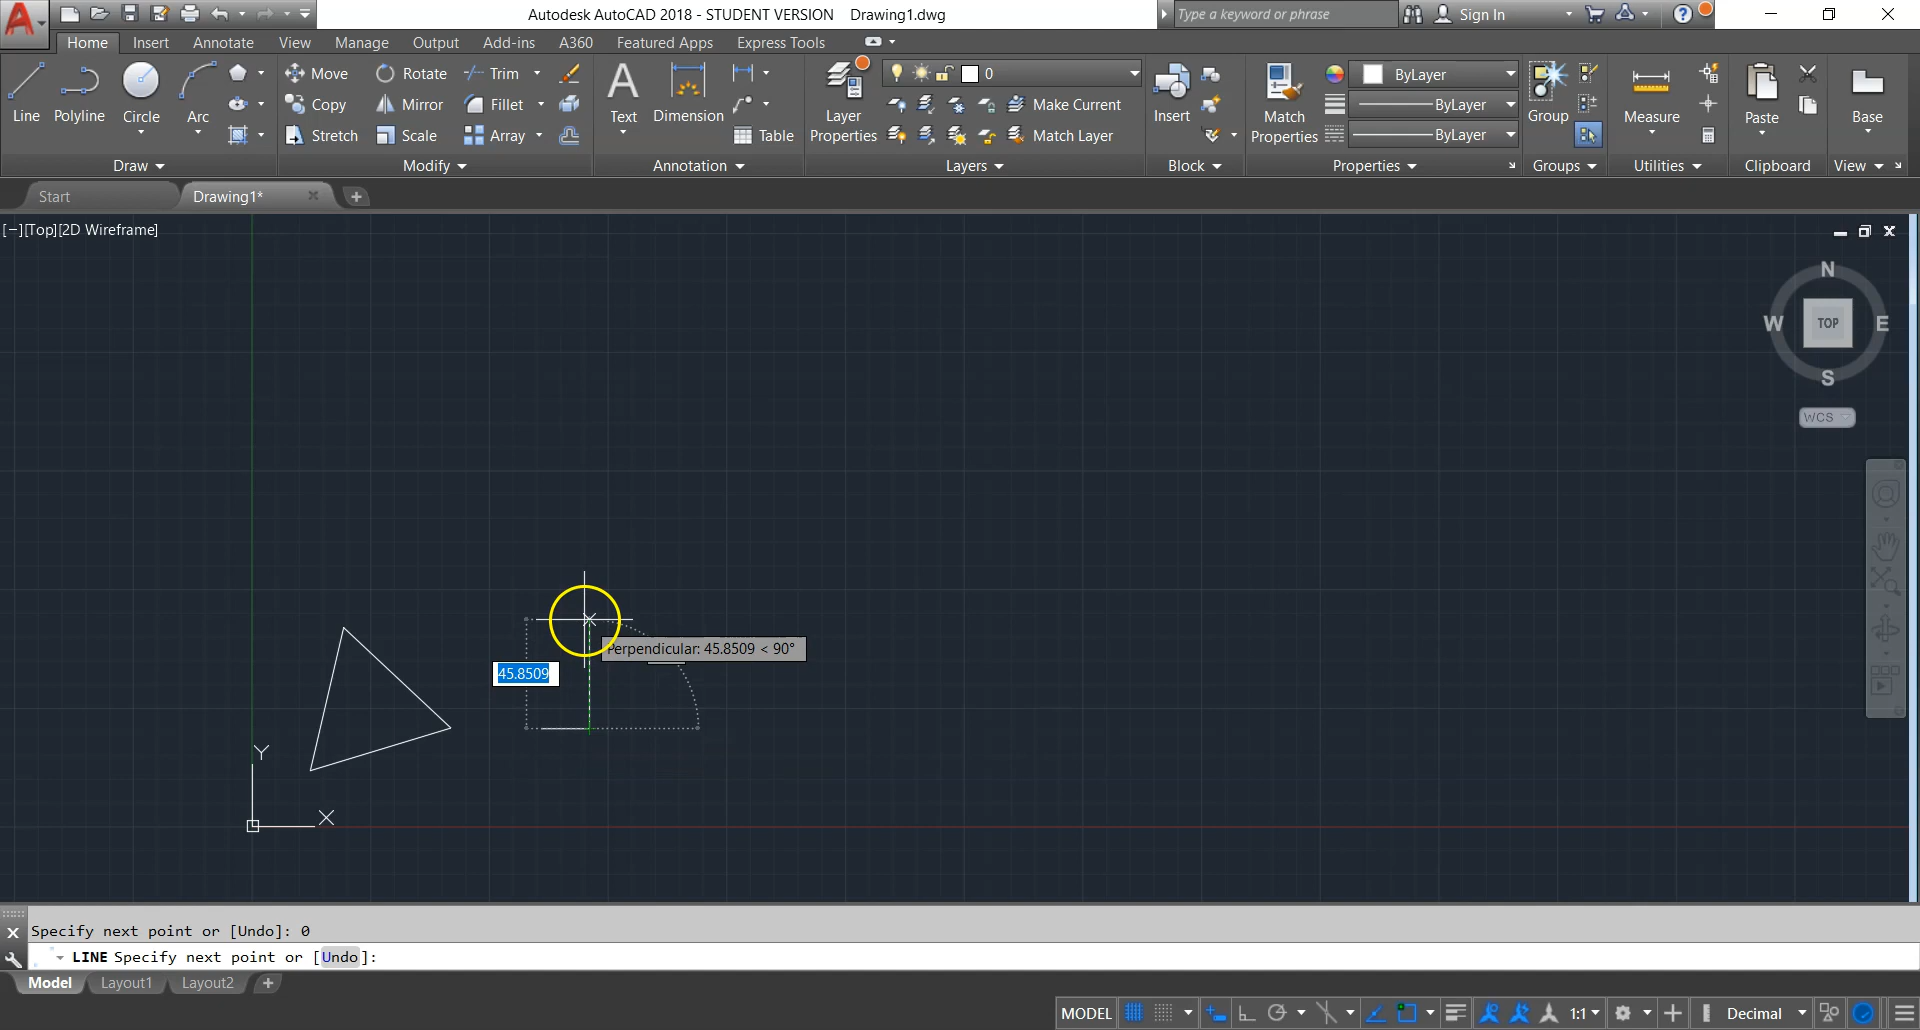 Autodesk AutoCAD 2018 - STUDENT VERSION Drawing1.dwg
Type a keyword or phrase
Sign In
Home Insert Annotate View Manage Output Add-ins A360 Featured Apps Express Tools
Line Polyline Circle Arc
Move Rotate Trim
Copy Mirror Fillet
Stretch Scale Array
Text Dimension
Table
Layer
Properties
0
Make Current
Match Layer
Insert
Match
Properties
ByLayer
ByLayer
ByLayer
Group
Measure
Paste
Base
Draw Modify Annotation Layers Block Properties Groups Utilities Clipboard View
Start Drawing1*
[−][Top][2D Wireframe]
N
W TOP E
S
WCS
Perpendicular: 45.8509 < 90°
45.8509
Y
X
Specify next point or [Undo]: 0
LINE Specify next point or [Undo]:
Model Layout1 Layout2
MODEL 1:1 Decimal